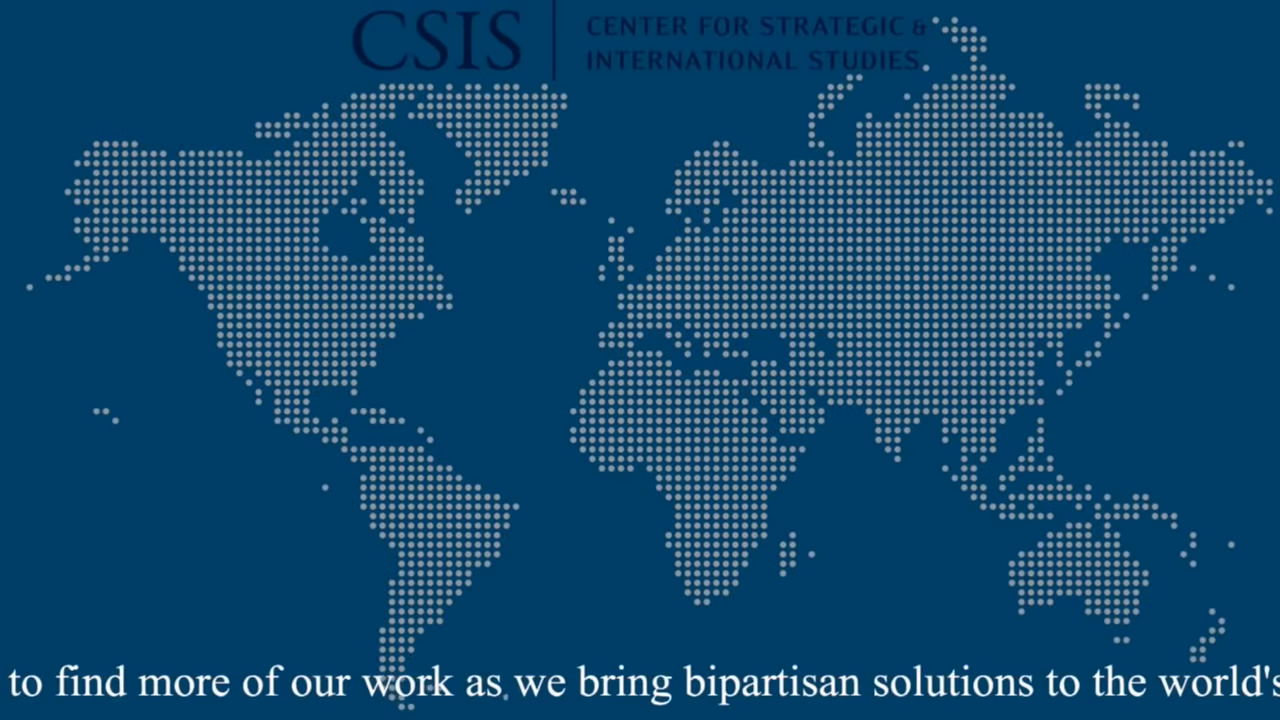 CSIS
CENTER FOR STRATEGIC &
INTERNATIONAL STUDIES
to find more of our work as we bring bipartisan solutions to the world's